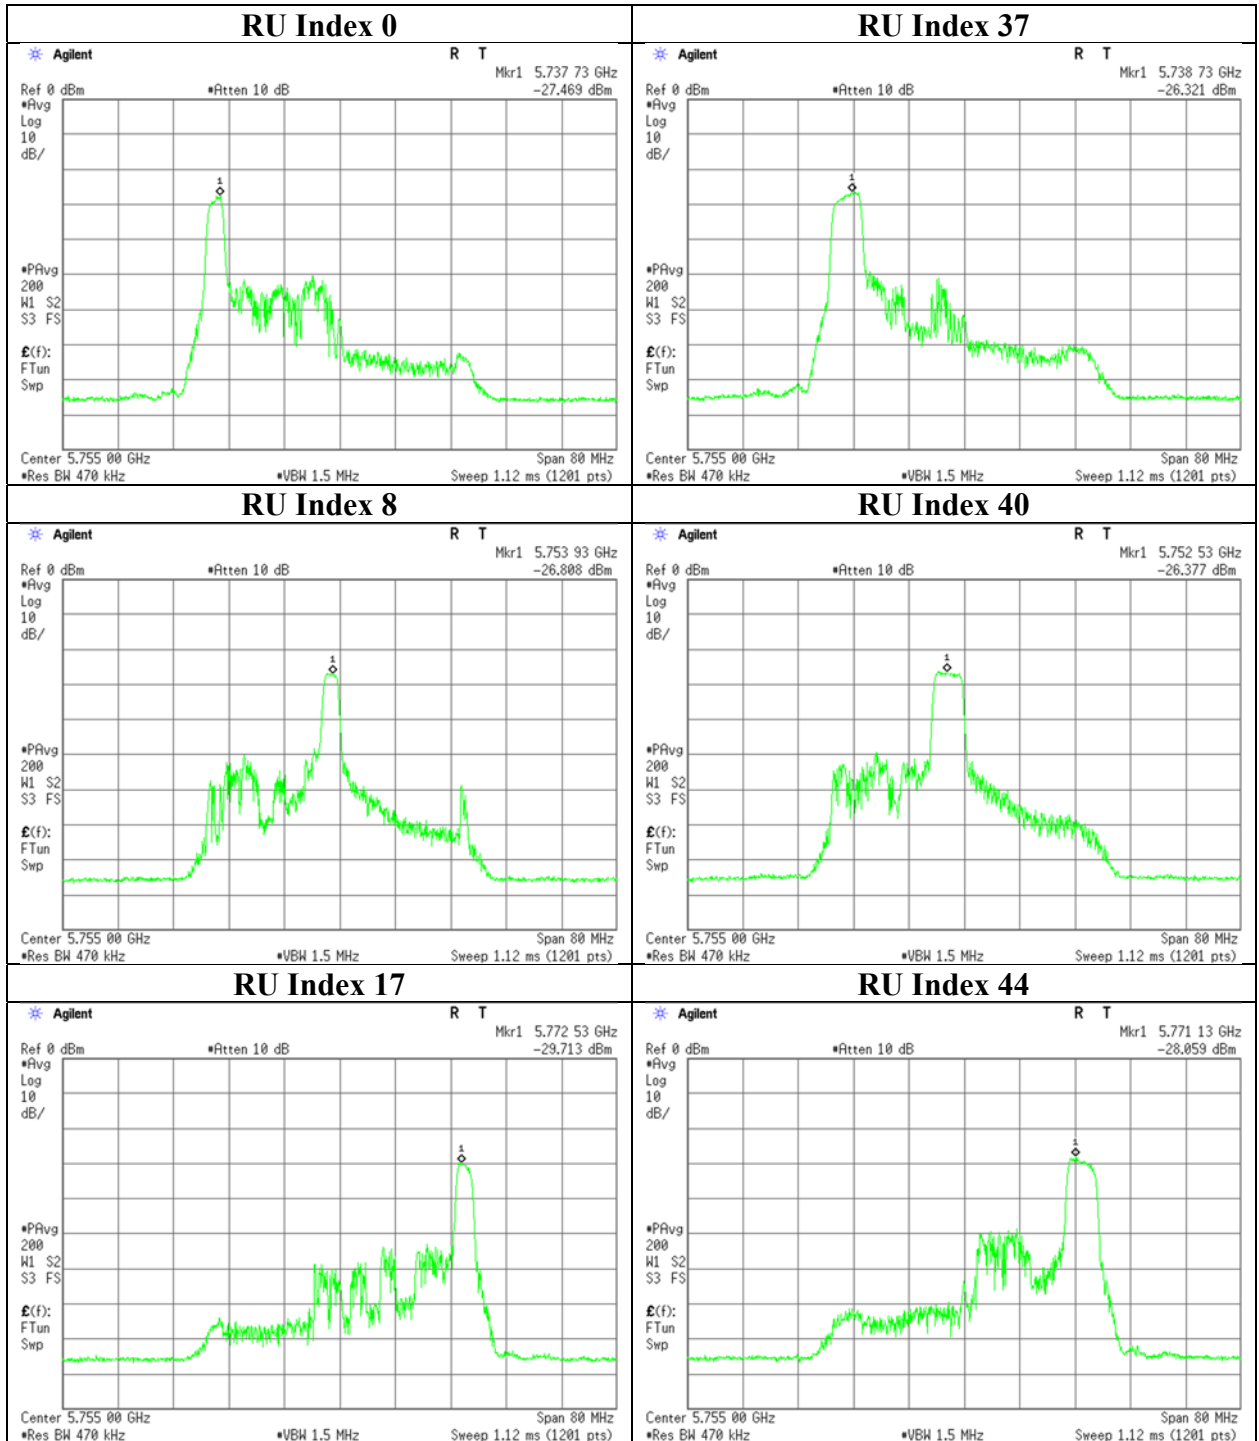 RU Index 0
Agilent
R T
Mkr1 5.737 73 GHz
Ref 0 dBm #Atten 10 dB -27.469 dBm
#Avg
Log
10
dB/
1
#PAvg
200
W1 S2
S3 FS
£(f):
FTun
Swp
Center 5.755 00 GHz Span 80 MHz
#Res BW 470 kHz #VBW 1.5 MHz Sweep 1.12 ms (1201 pts)
RU Index 37
Agilent
R T
Mkr1 5.738 73 GHz
Ref 0 dBm #Atten 10 dB -26.321 dBm
#Avg
Log
10
dB/
1
#PAvg
200
W1 S2
S3 FS
£(f):
FTun
Swp
Center 5.755 00 GHz Span 80 MHz
#Res BW 470 kHz #VBW 1.5 MHz Sweep 1.12 ms (1201 pts)
RU Index 8
Agilent
R T
Mkr1 5.753 93 GHz
Ref 0 dBm #Atten 10 dB -26.808 dBm
#Avg
Log
10
dB/
1
#PAvg
200
W1 S2
S3 FS
£(f):
FTun
Swp
Center 5.755 00 GHz Span 80 MHz
#Res BW 470 kHz #VBW 1.5 MHz Sweep 1.12 ms (1201 pts)
RU Index 40
Agilent
R T
Mkr1 5.752 53 GHz
Ref 0 dBm #Atten 10 dB -26.377 dBm
#Avg
Log
10
dB/
1
#PAvg
200
W1 S2
S3 FS
£(f):
FTun
Swp
Center 5.755 00 GHz Span 80 MHz
#Res BW 470 kHz #VBW 1.5 MHz Sweep 1.12 ms (1201 pts)
RU Index 17
Agilent
R T
Mkr1 5.772 53 GHz
Ref 0 dBm #Atten 10 dB -29.713 dBm
#Avg
Log
10
dB/
1
#PAvg
200
W1 S2
S3 FS
£(f):
FTun
Swp
Center 5.755 00 GHz Span 80 MHz
#Res BW 470 kHz #VBW 1.5 MHz Sweep 1.12 ms (1201 pts)
RU Index 44
Agilent
R T
Mkr1 5.771 13 GHz
Ref 0 dBm #Atten 10 dB -28.059 dBm
#Avg
Log
10
dB/
1
#PAvg
200
W1 S2
S3 FS
£(f):
FTun
Swp
Center 5.755 00 GHz Span 80 MHz
#Res BW 470 kHz #VBW 1.5 MHz Sweep 1.12 ms (1201 pts)